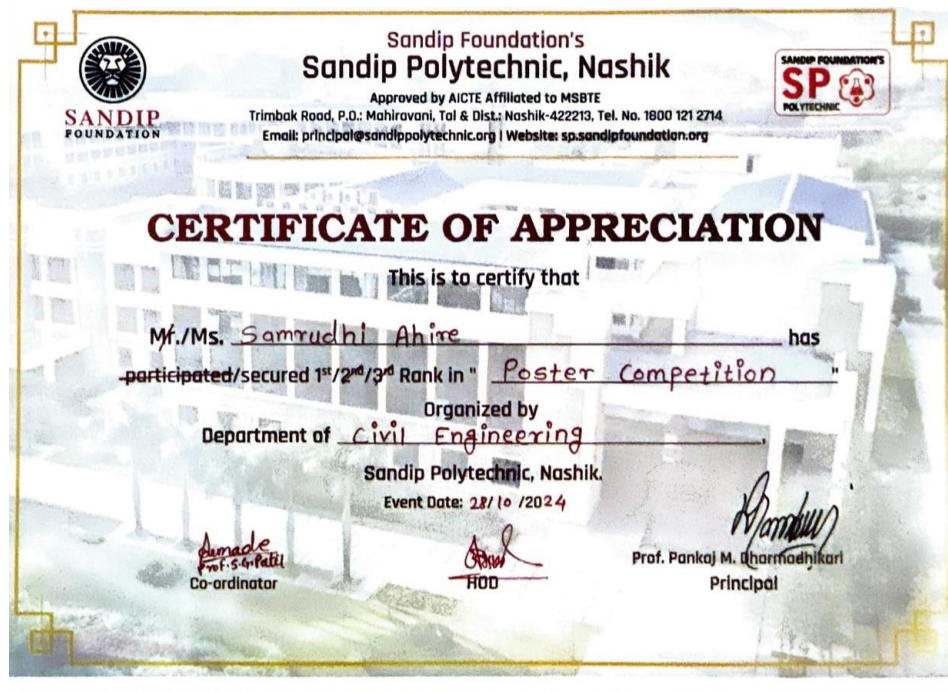 SANDIP
FOUNDATION
Sandip Foundation's
Sandip Polytechnic, Nashik
Approved by AICTE Affiliated to MSBTE
Trimbak Road, P.O.: Mahiravani, Tal & Dist.: Nashik-422213, Tel. No. 1800 121 2714
Email: principal@sandippolytechnic.org | Website: sp.sandipfoundation.org
SANDIP FOUNDATION'S
SP
POLYTECHNIC
CERTIFICATE OF APPRECIATION
This is to certify that
Mr./Ms. Samrudhi Ahire has
participated/secured 1st/2nd/3rd Rank in " Poster Competition "
Organized by
Department of Civil Engineering.
Sandip Polytechnic, Nashik.
Event Date: 28/10/2024
Prof. S.G. Patil
Co-ordinator
HOD
Prof. Pankaj M. Dharmadhikari
Principal